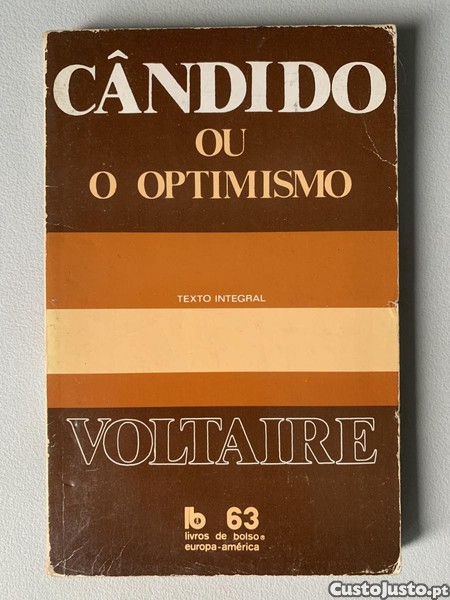 CÂNDIDO
OU
O OPTIMISMO
TEXTO INTEGRAL
VOLTAIRE
lb 63
livros de bolso®
europa-américa
CustoJusto.pt